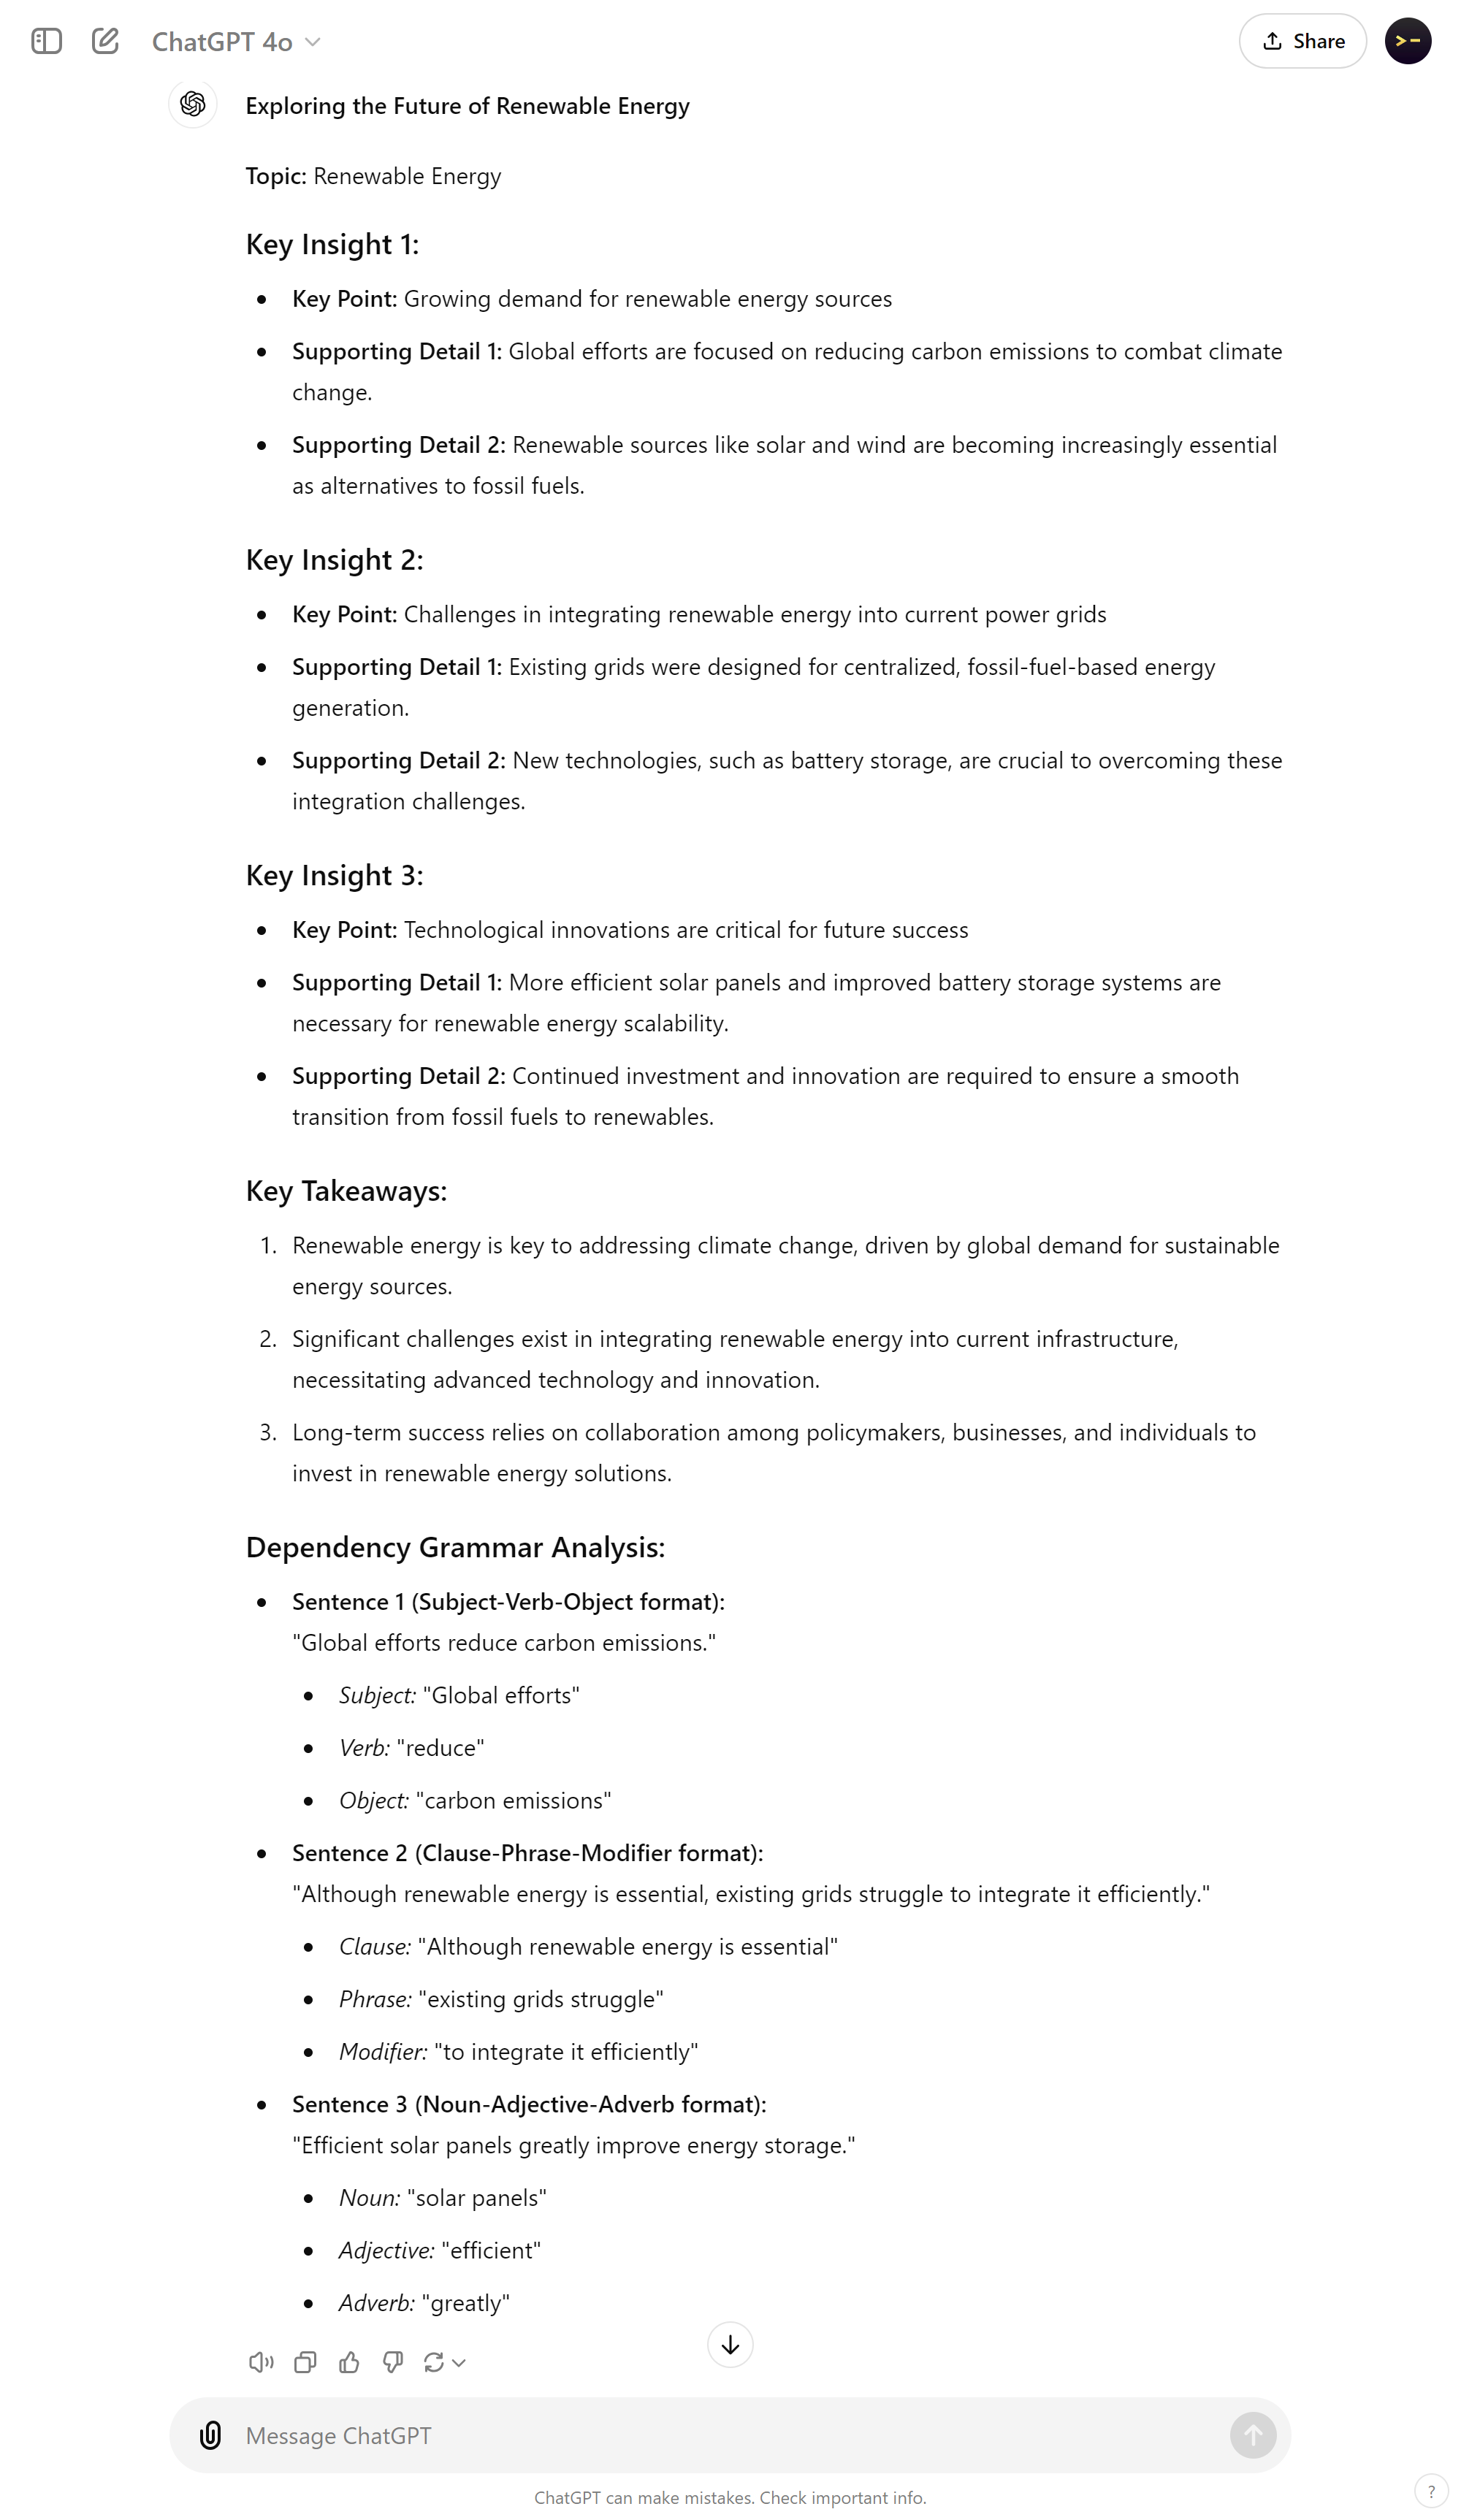 ChatGPT 4o
Share
Exploring the Future of Renewable Energy
Topic: Renewable Energy
Key Insight 1:
Key Point: Growing demand for renewable energy sources
Supporting Detail 1: Global efforts are focused on reducing carbon emissions to combat climate
change.
Supporting Detail 2: Renewable sources like solar and wind are becoming increasingly essential
as alternatives to fossil fuels.
Key Insight 2:
Key Point: Challenges in integrating renewable energy into current power grids
Supporting Detail 1: Existing grids were designed for centralized, fossil-fuel-based energy
generation.
Supporting Detail 2: New technologies, such as battery storage, are crucial to overcoming these
integration challenges.
Key Insight 3:
Key Point: Technological innovations are critical for future success
Supporting Detail 1: More efficient solar panels and improved battery storage systems are
necessary for renewable energy scalability.
Supporting Detail 2: Continued investment and innovation are required to ensure a smooth
transition from fossil fuels to renewables.
Key Takeaways:
1. Renewable energy is key to addressing climate change, driven by global demand for sustainable
energy sources.
2. Significant challenges exist in integrating renewable energy into current infrastructure,
necessitating advanced technology and innovation.
3. Long-term success relies on collaboration among policymakers, businesses, and individuals to
invest in renewable energy solutions.
Dependency Grammar Analysis:
Sentence 1 (Subject-Verb-Object format):
"Global efforts reduce carbon emissions."
Subject: "Global efforts"
Verb: "reduce"
Object: "carbon emissions"
Sentence 2 (Clause-Phrase-Modifier format):
"Although renewable energy is essential, existing grids struggle to integrate it efficiently."
Clause: "Although renewable energy is essential"
Phrase: "existing grids struggle"
Modifier: "to integrate it efficiently"
Sentence 3 (Noun-Adjective-Adverb format):
"Efficient solar panels greatly improve energy storage."
Noun: "solar panels"
Adjective: "efficient"
Adverb: "greatly"
Message ChatGPT
ChatGPT can make mistakes. Check important info.
?